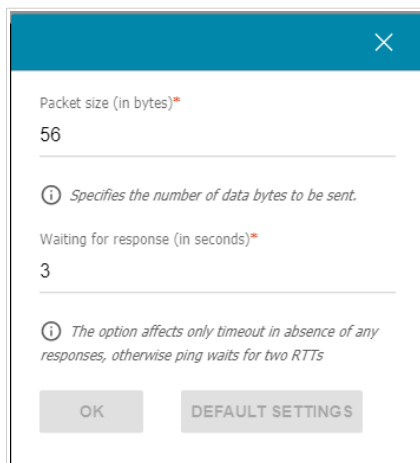 Packet size (in bytes)*
56
Specifies the number of data bytes to be sent.
Waiting for response (in seconds)*
3
The option affects only timeout in absence of any
responses, otherwise ping waits for two RTTs
OK DEFAULT SETTINGS